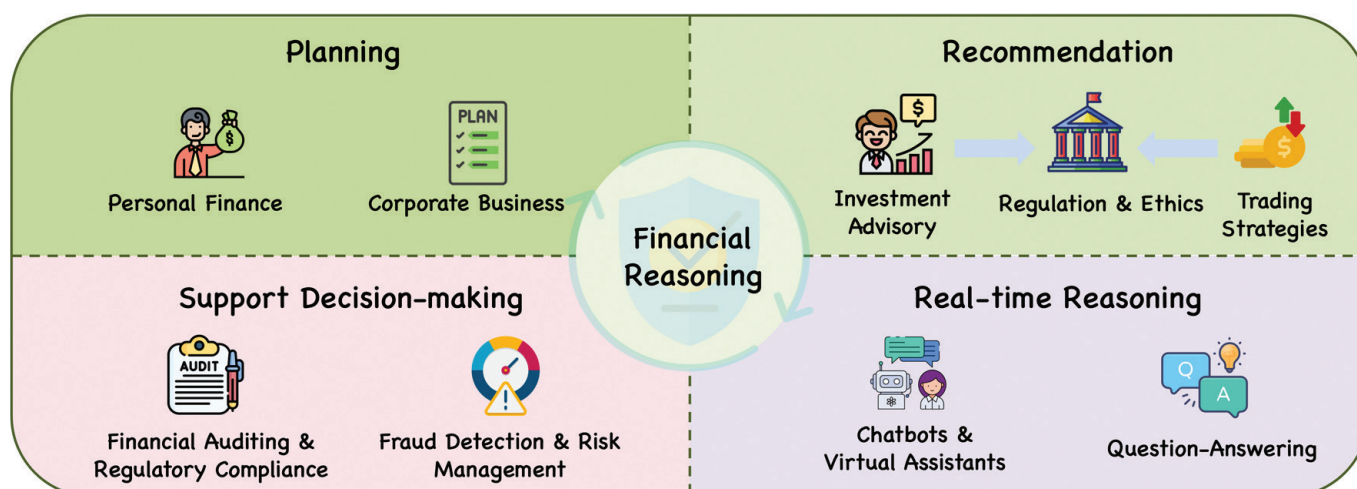 Planning
Personal Finance
PLAN
Corporate Business
Recommendation
$
$
Investment
Advisory
Regulation & Ethics
$
Trading
Strategies
Financial
Reasoning
Support Decision-making
AUDIT
Financial Auditing &
Regulatory Compliance
!
Fraud Detection & Risk
Management
Real-time Reasoning
Chatbots &
Virtual Assistants
Q
A
Question-Answering